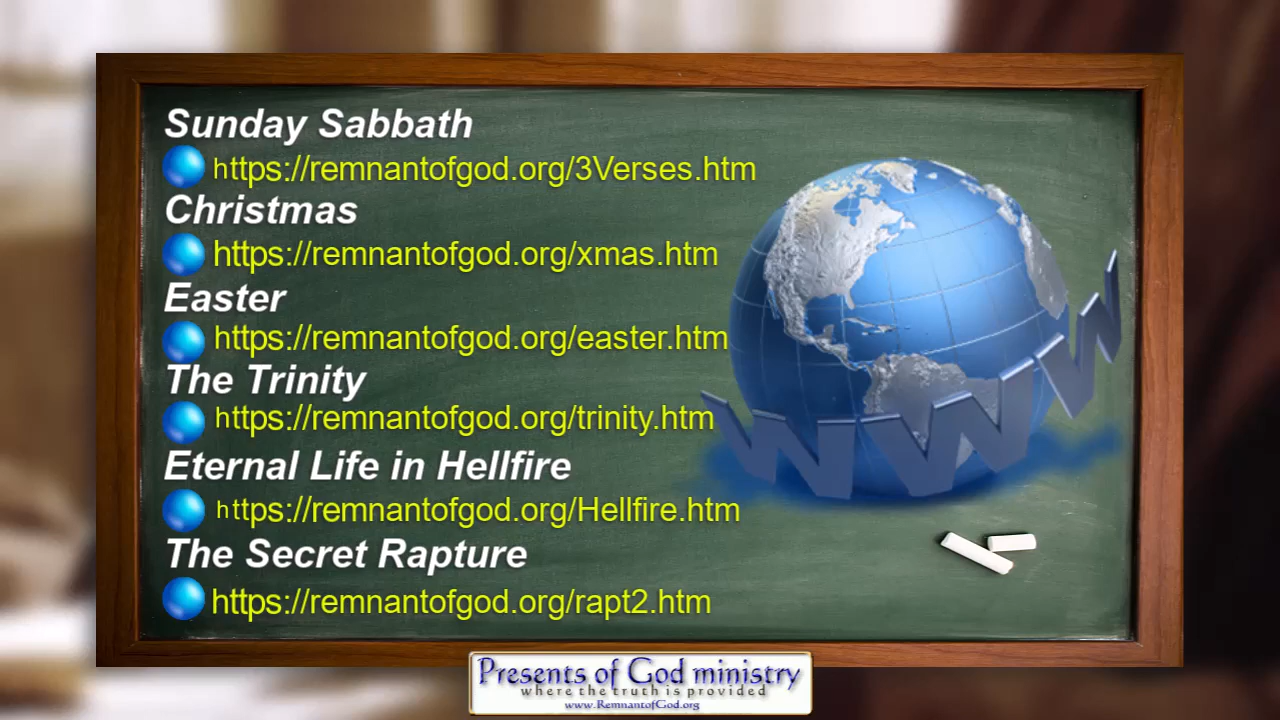 Sunday Sabbath
https://remnantofgod.org/3Verses.htm
Christmas
https://remnantofgod.org/xmas.htm
Easter
https://remnantofgod.org/easter.htm
The Trinity
https://remnantofgod.org/trinity.htm
Eternal Life in Hellfire
https://remnantofgod.org/Hellfire.htm
The Secret Rapture
https://remnantofgod.org/rapt2.htm
WWW
Presents of God ministry
where the truth is provided
www.RemnantofGod.org